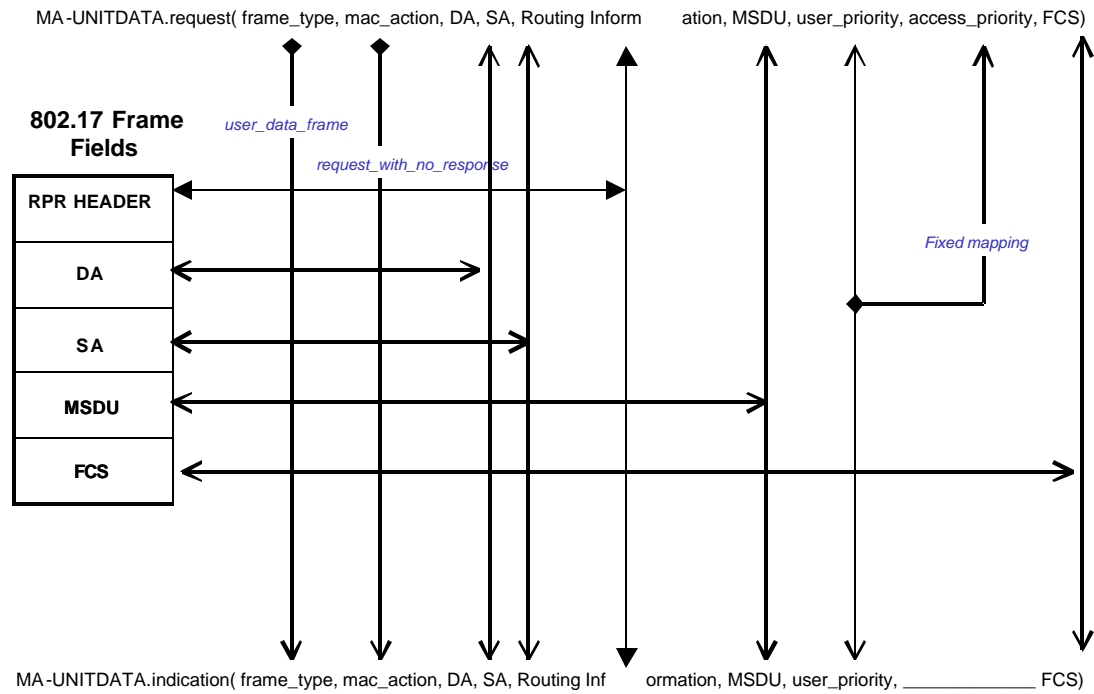 MA-UNITDATA.request( frame_type, mac_action, DA, SA, Routing Inform ation, MSDU, user_priority, access_priority, FCS)
802.17 Frame
Fields
user_data_frame
request_with_no_response
RPR HEADER
Fixed mapping
DA
SA
MSDU
FCS
MA-UNITDATA.indication( frame_type, mac_action, DA, SA, Routing Inf ormation, MSDU, user_priority, ______________ FCS)